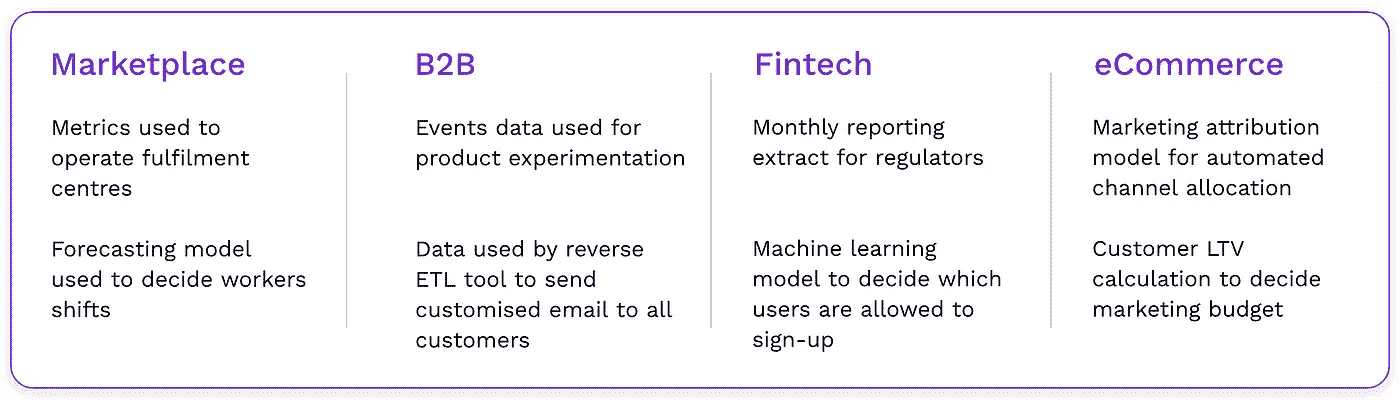 Marketplace
Metrics used to
operate fulfilment
centres
Forecasting model
used to decide workers
shifts
B2B
Events data used for
product experimentation
Data used by reverse
ETL tool to send
customised email to all
customers
Fintech
Monthly reporting
extract for regulators
Machine learning
model to decide which
users are allowed to
sign-up
eCommerce
Marketing attribution
model for automated
channel allocation
Customer LTV
calculation to decide
marketing budget